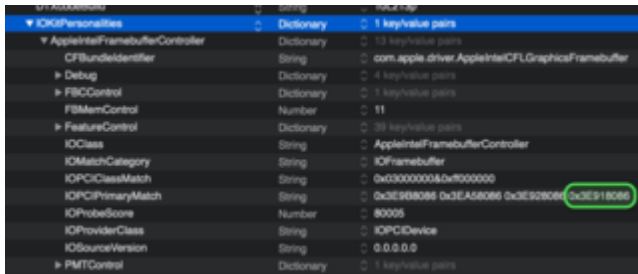 DTXcodeBuild String 10E213p
IOKitPersonalities Dictionary 1 key/value pairs
AppleIntelFramebufferController Dictionary 13 key/value pairs
CFBundleIdentifier String com.apple.driver.AppleIntelCFLGraphicsFramebuffer
Debug Dictionary 4 key/value pairs
FBCControl Dictionary 1 key/value pairs
FBMemControl Number 11
FeatureControl Dictionary 39 key/value pairs
IOClass String AppleIntelFramebufferController
IOMatchCategory String IOFramebuffer
IOPCIClassMatch String 0x03000000&0xff000000
IOPCIPrimaryMatch String 0x3E9B8086 0x3EA58086 0x3E928086 0x3E918086
IOProbeScore Number 80005
IOProviderClass String IOPCIDevice
IOSourceVersion String 0.0.0.0.0
PMTControl Dictionary 1 key/value pairs